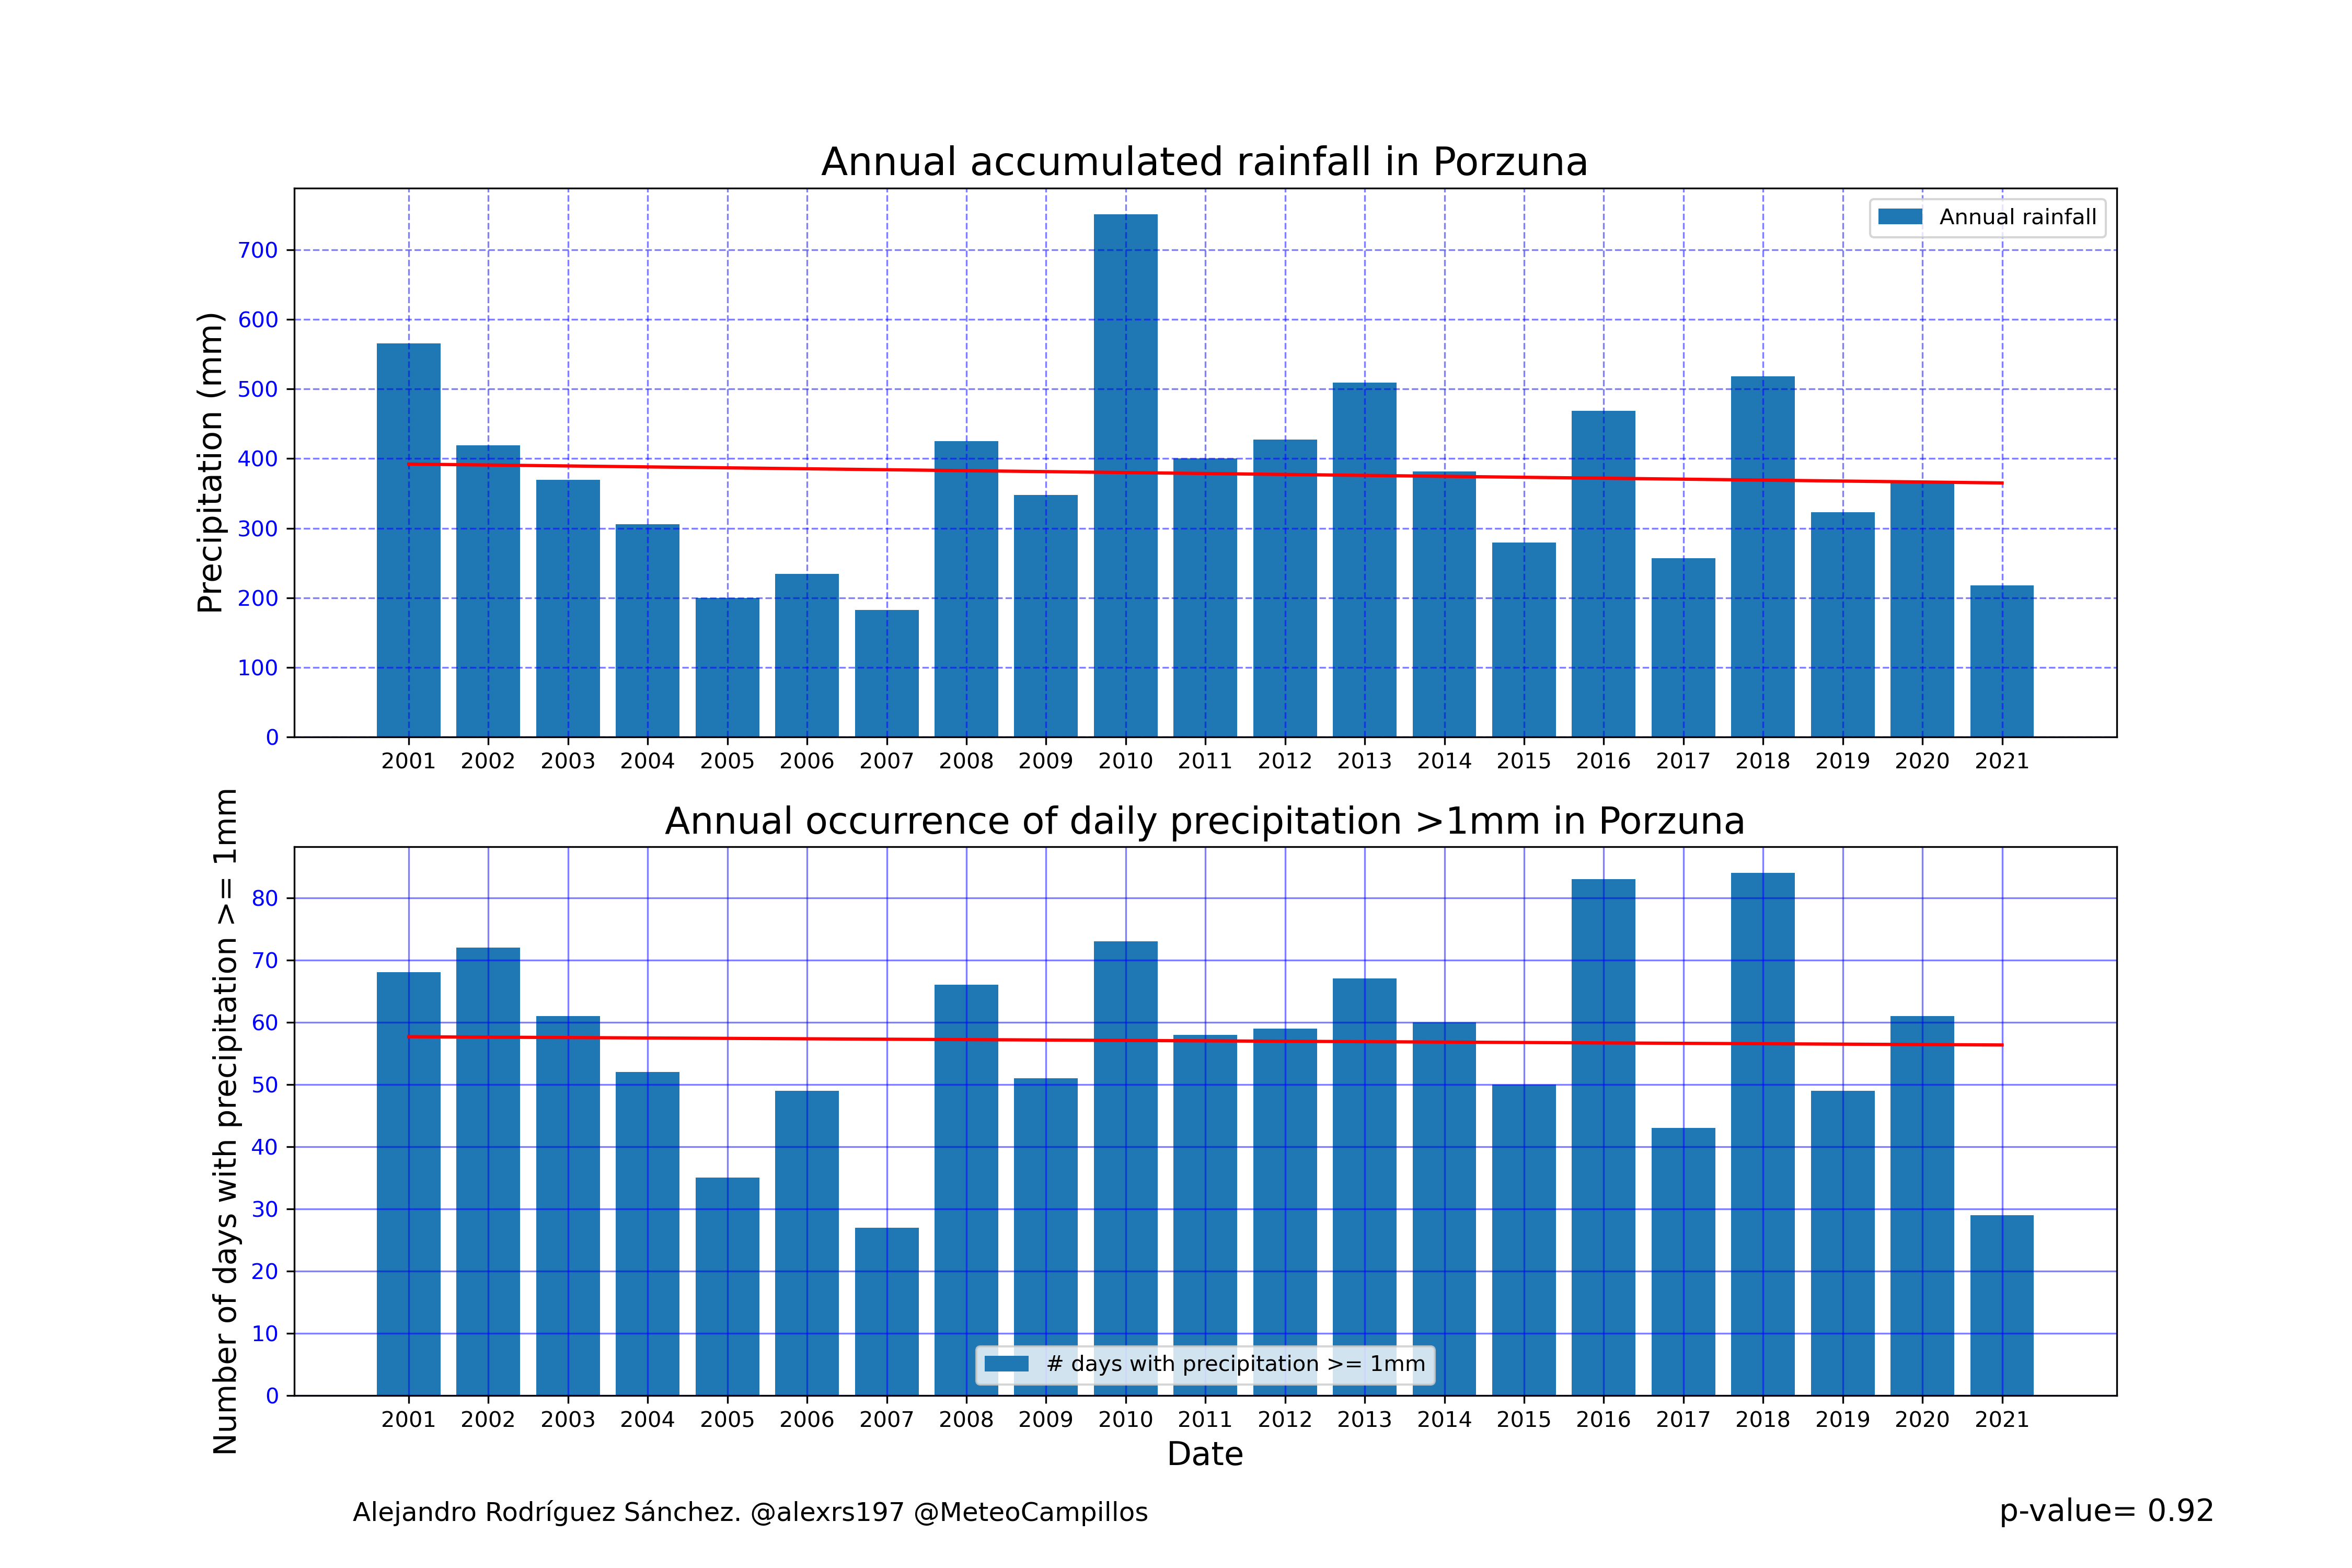 Annual accumulated rainfall in Porzuna
Annual rainfall
Precipitation (mm)
700
600
500
400
300
200
100
0
2001 2002 2003 2004 2005 2006 2007 2008 2009 2010 2011 2012 2013 2014 2015 2016 2017 2018 2019 2020 2021
Annual occurrence of daily precipitation >1mm in Porzuna
Number of days with precipitation >= 1mm
80
70
60
50
40
30
20
10
0
# days with precipitation >= 1mm
2001 2002 2003 2004 2005 2006 2007 2008 2009 2010 2011 2012 2013 2014 2015 2016 2017 2018 2019 2020 2021
Date
Alejandro Rodríguez Sánchez. @alexrs197 @MeteoCampillos
p-value= 0.92